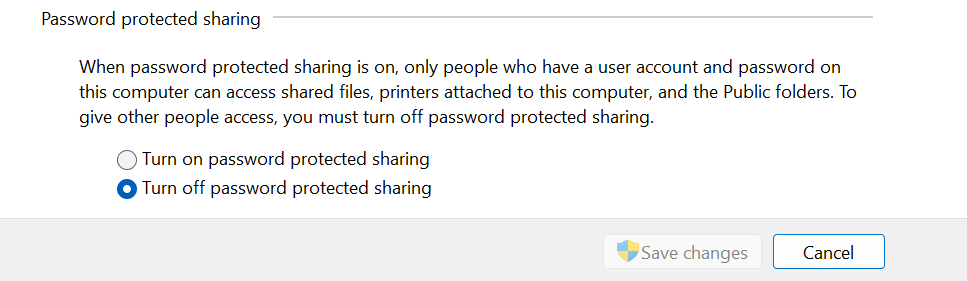 Password protected sharing
When password protected sharing is on, only people who have a user account and password on
this computer can access shared files, printers attached to this computer, and the Public folders. To
give other people access, you must turn off password protected sharing.
Turn on password protected sharing
Turn off password protected sharing
Save changes
Cancel